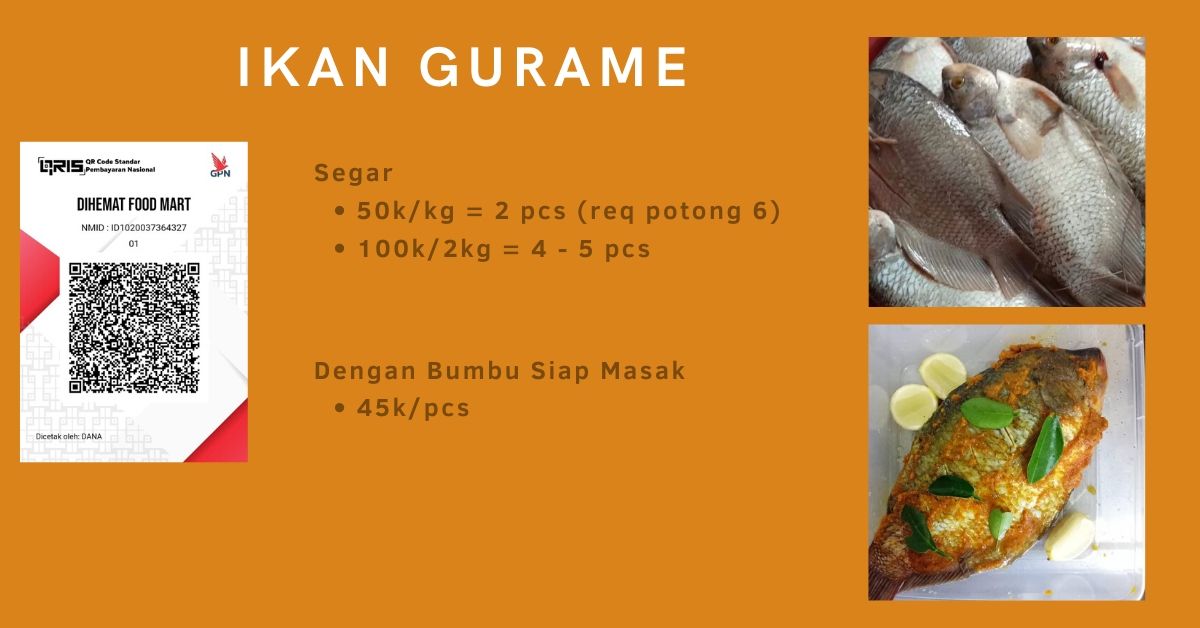 IKAN GURAME
QRIS QR Code Standar
Pembayaran Nasional
GPN
DIHEMAT FOOD MART
NMID : ID1020037364327
01
Dicetak oleh: DANA
Segar
• 50k/kg = 2 pcs (req potong 6)
• 100k/2kg = 4 - 5 pcs
Dengan Bumbu Siap Masak
• 45k/pcs